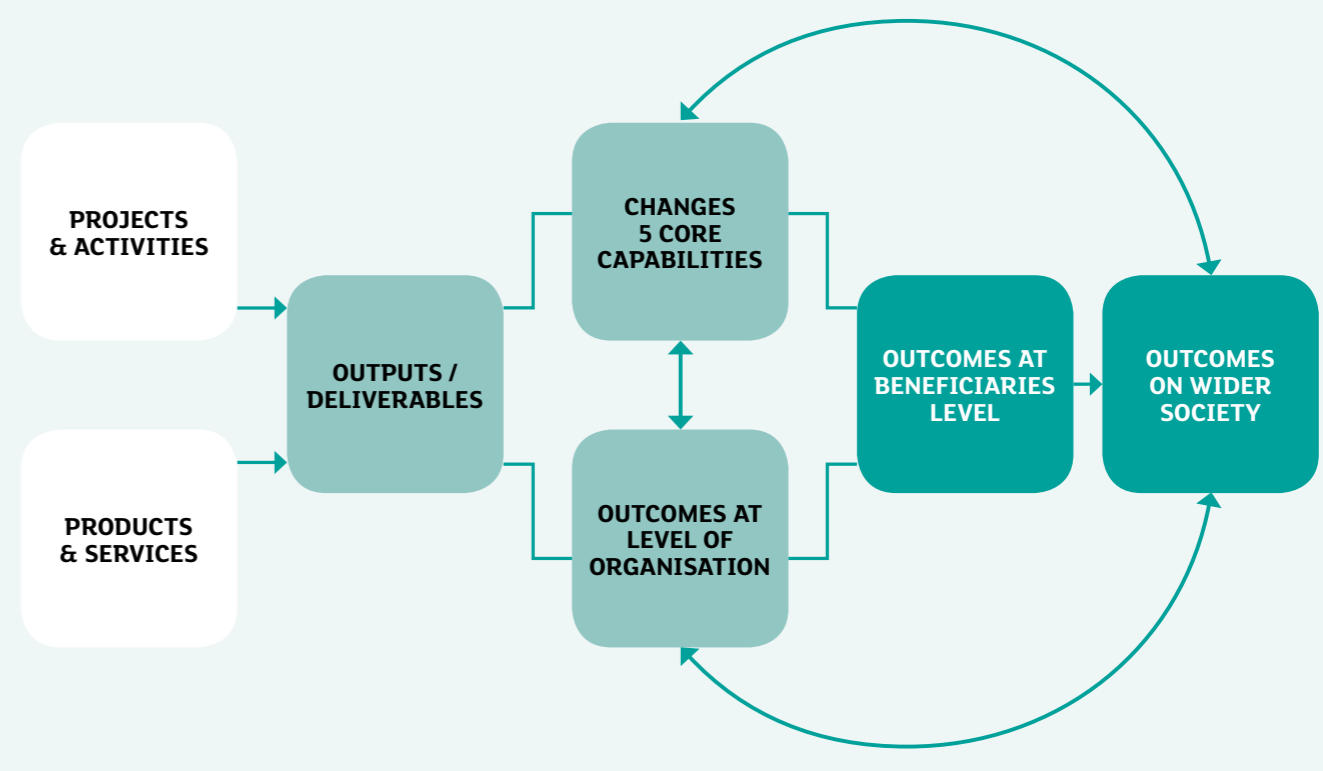 PROJECTS
& ACTIVITIES
PRODUCTS
& SERVICES
OUTPUTS /
DELIVERABLES
CHANGES
5 CORE
CAPABILITIES
OUTCOMES AT
LEVEL OF
ORGANISATION
OUTCOMES AT
BENEFICIARIES
LEVEL
OUTCOMES
ON WIDER
SOCIETY